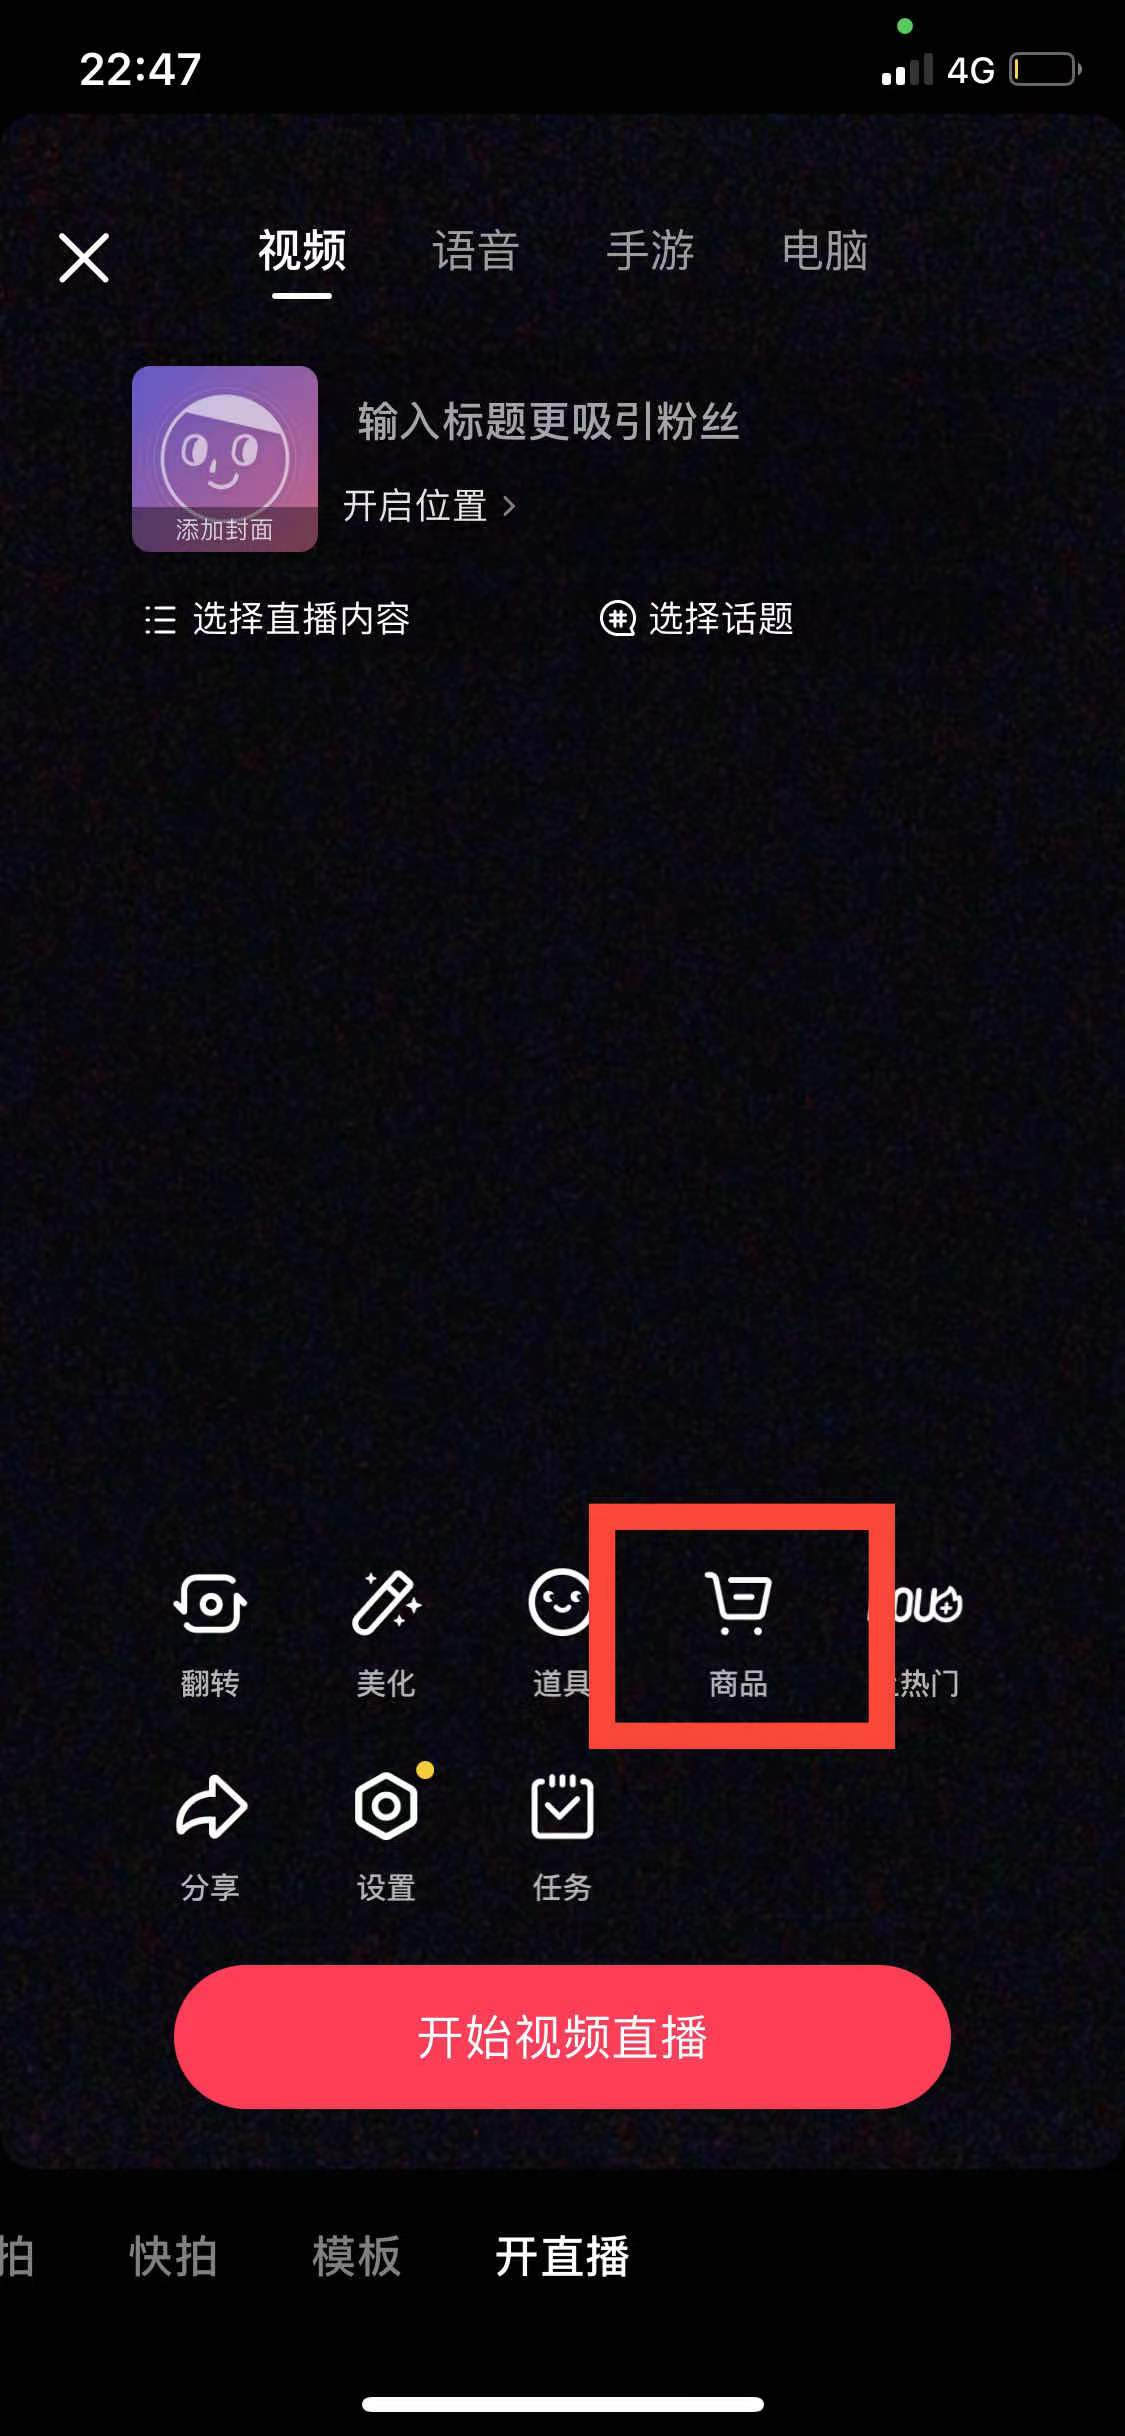 22:47
4G
视频 语音 手游 电脑
输入标题更吸引粉丝
开启位置
添加封面
选择直播内容 选择话题
翻转 美化 道具 商品 热门
分享 设置 任务
开始视频直播
拍 快拍 模板 开直播